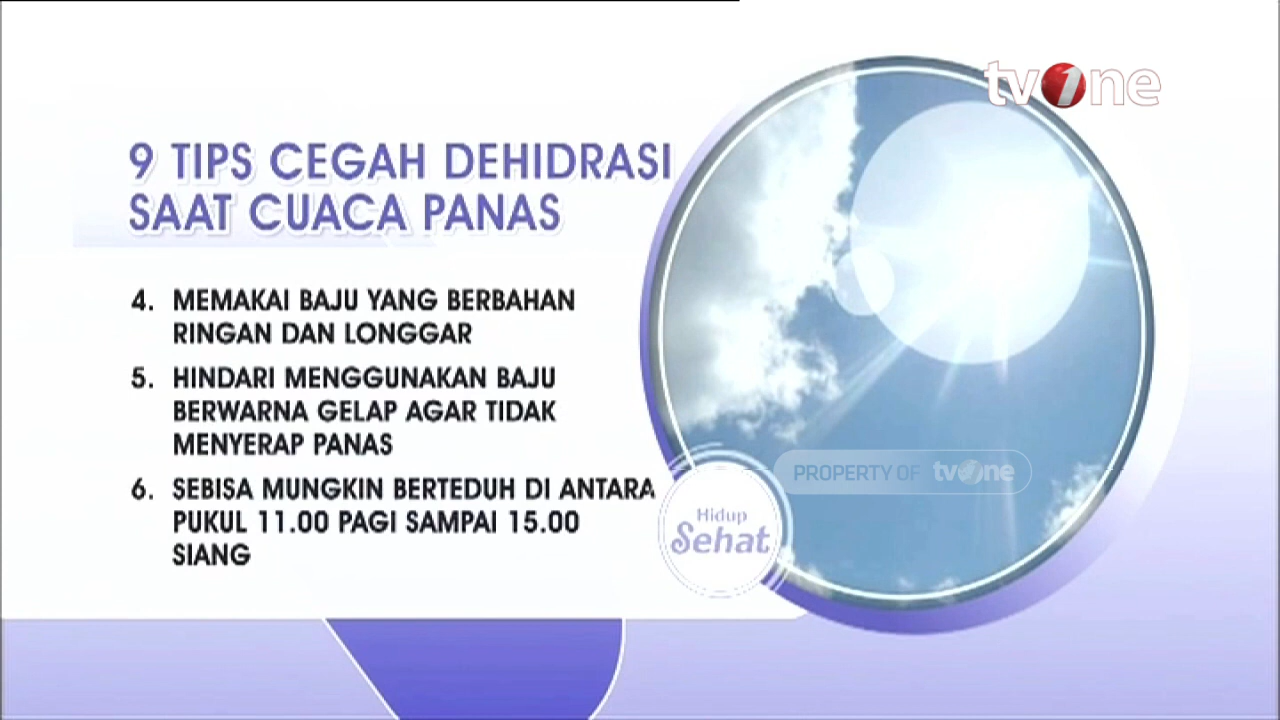 tvOne
9 TIPS CEGAH DEHIDRASI
SAAT CUACA PANAS
4. MEMAKAI BAJU YANG BERBAHAN
RINGAN DAN LONGGAR
5. HINDARI MENGGUNAKAN BAJU
BERWARNA GELAP AGAR TIDAK
MENYERAP PANAS
6. SEBISA MUNGKIN BERTEDUH DI ANTARA
PUKUL 11.00 PAGI SAMPAI 15.00
SIANG
PROPERTY OF tvOne
Hidup
Sehat